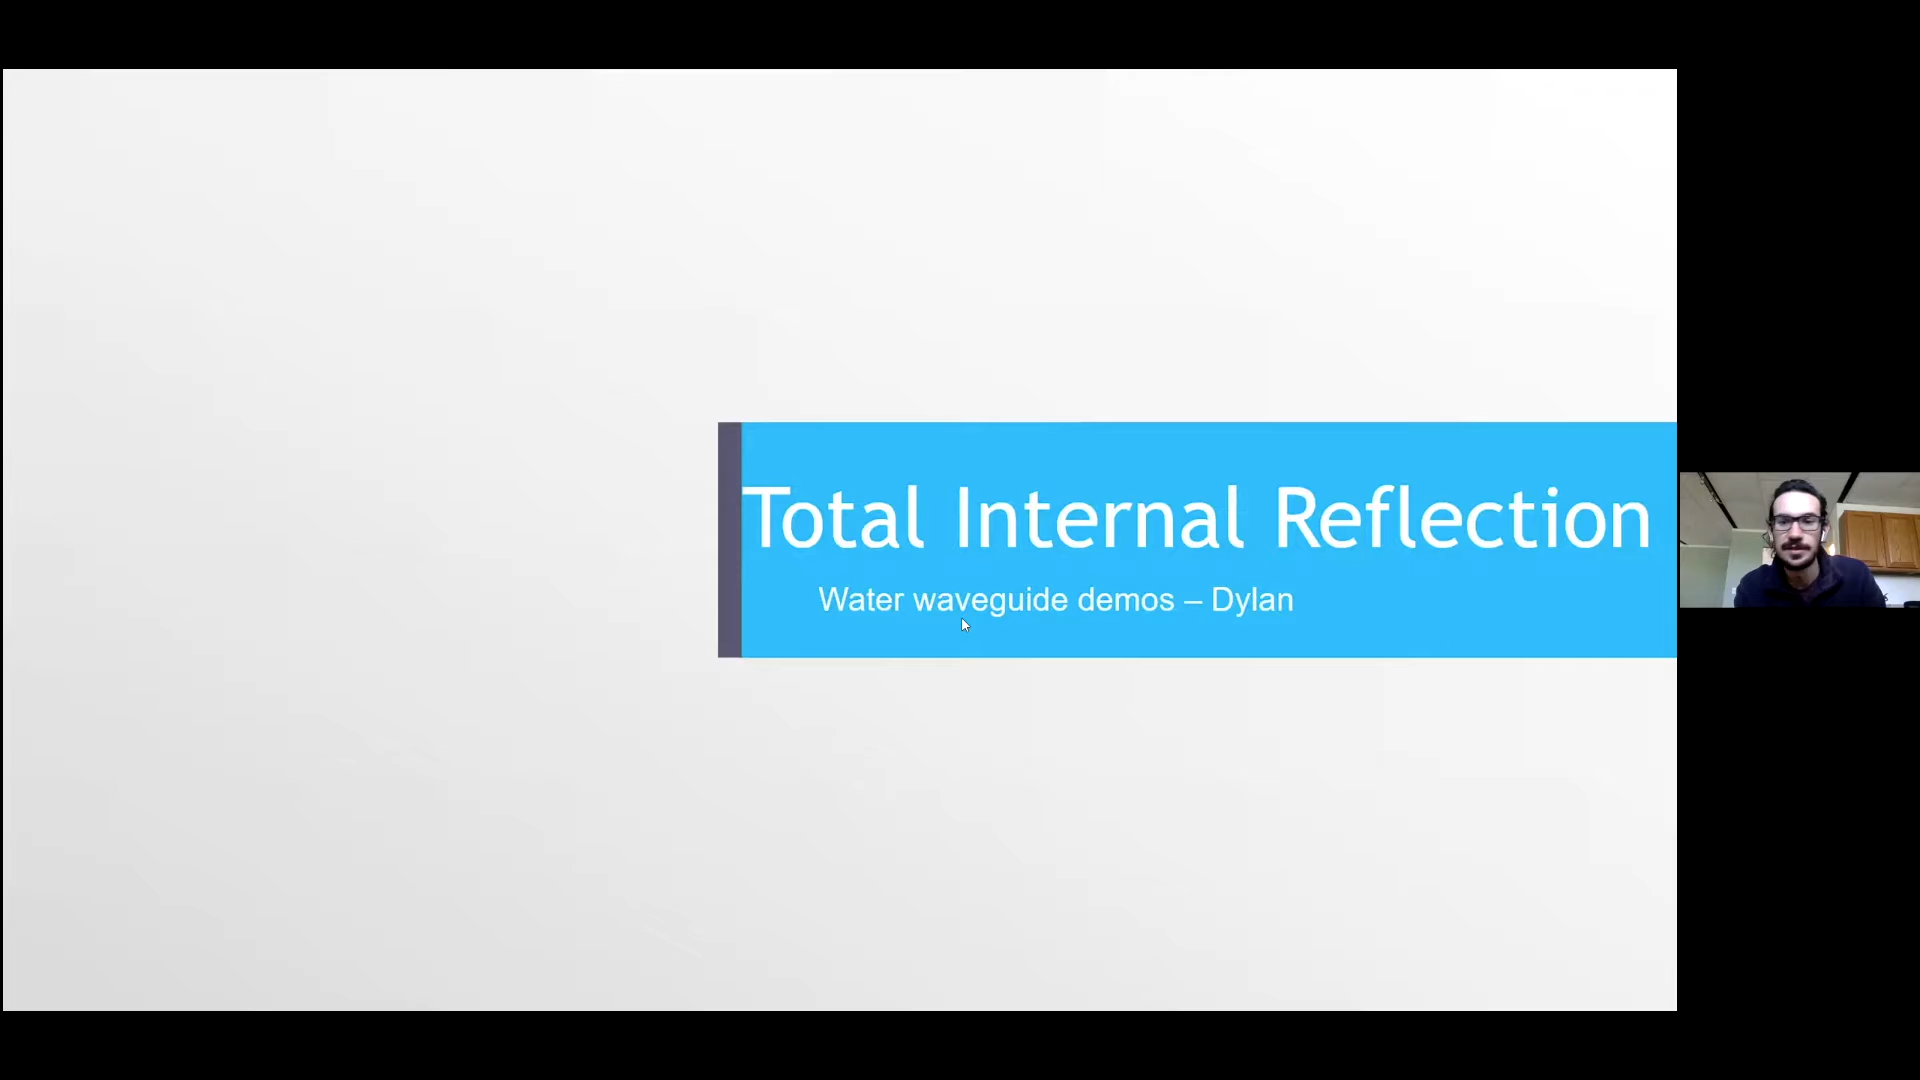 Total Internal Reflection
Water waveguide demos – Dylan